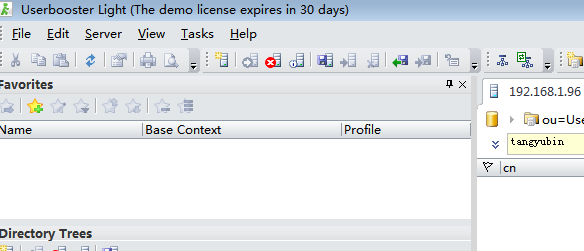 Userbooster Light (The demo license expires in 30 days)
File Edit Server View Tasks Help
Favorites
192.168.1.96
Name Base Context Profile
ou=Use
tangyubin
cn
Directory Trees